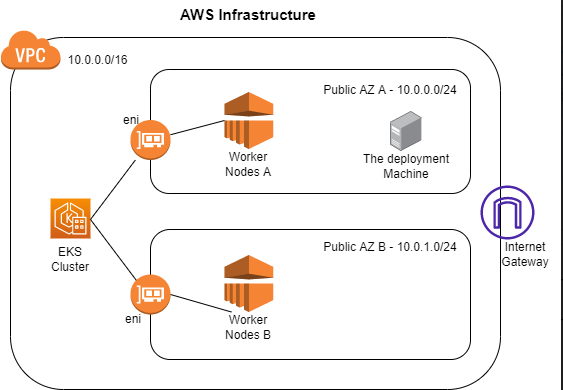 AWS Infrastructure
VPC
10.0.0.0/16
Public AZ A - 10.0.0.0/24
eni
Worker
Nodes A
The deployment
Machine
K
EKS
Cluster
Public AZ B - 10.0.1.0/24
Internet
Gateway
eni
Worker
Nodes B